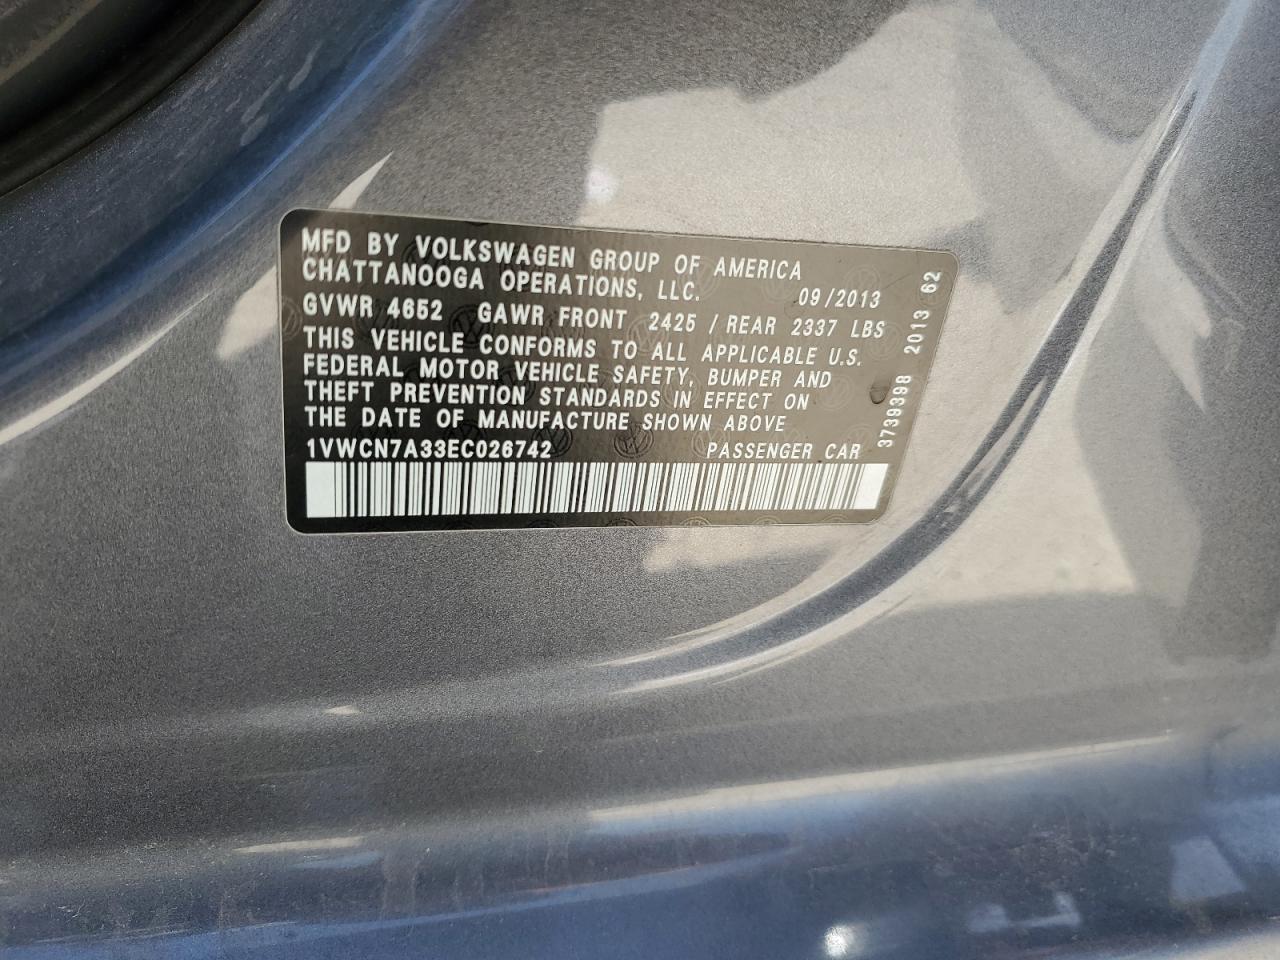 MFD BY VOLKSWAGEN GROUP OF AMERICA
CHATTANOOGA OPERATIONS, LLC. 09/2013
GVWR 4652 GAWR FRONT 2425 / REAR 2337 LBS
THIS VEHICLE CONFORMS TO ALL APPLICABLE U.S.
FEDERAL MOTOR VEHICLE SAFETY, BUMPER AND
THEFT PREVENTION STANDARDS IN EFFECT ON
THE DATE OF MANUFACTURE SHOWN ABOVE
1VWCN7A33EC026742 PASSENGER CAR
3739398 2013 62